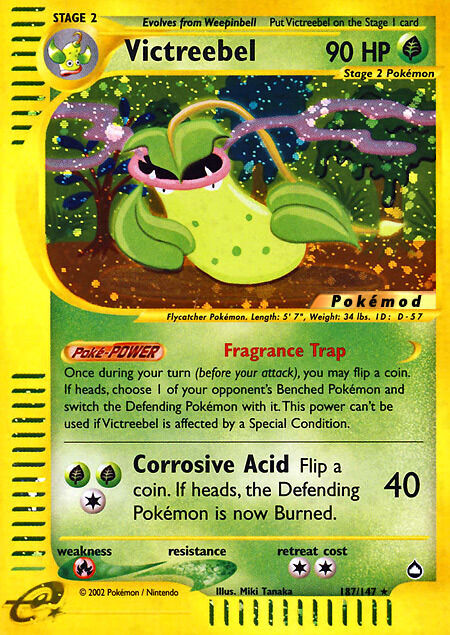 STAGE 2 Evolves from Weepinbell Put Victreebel on the Stage 1 card
Victreebel 90 HP
Stage 2 Pokémon
Pokémod
Flycatcher Pokémon. Length: 5' 7", Weight: 34 lbs. ID: D-57
Poké-POWER Fragrance Trap
Once during your turn (before your attack), you may flip a coin.
If heads, choose 1 of your opponent's Benched Pokémon and
switch the Defending Pokémon with it. This power can't be
used if Victreebel is affected by a Special Condition.
Corrosive Acid Flip a
coin. If heads, the Defending 40
Pokémon is now Burned.
weakness resistance retreat cost
© 2002 Pokémon / Nintendo Illus. Miki Tanaka 187/147 ★
e